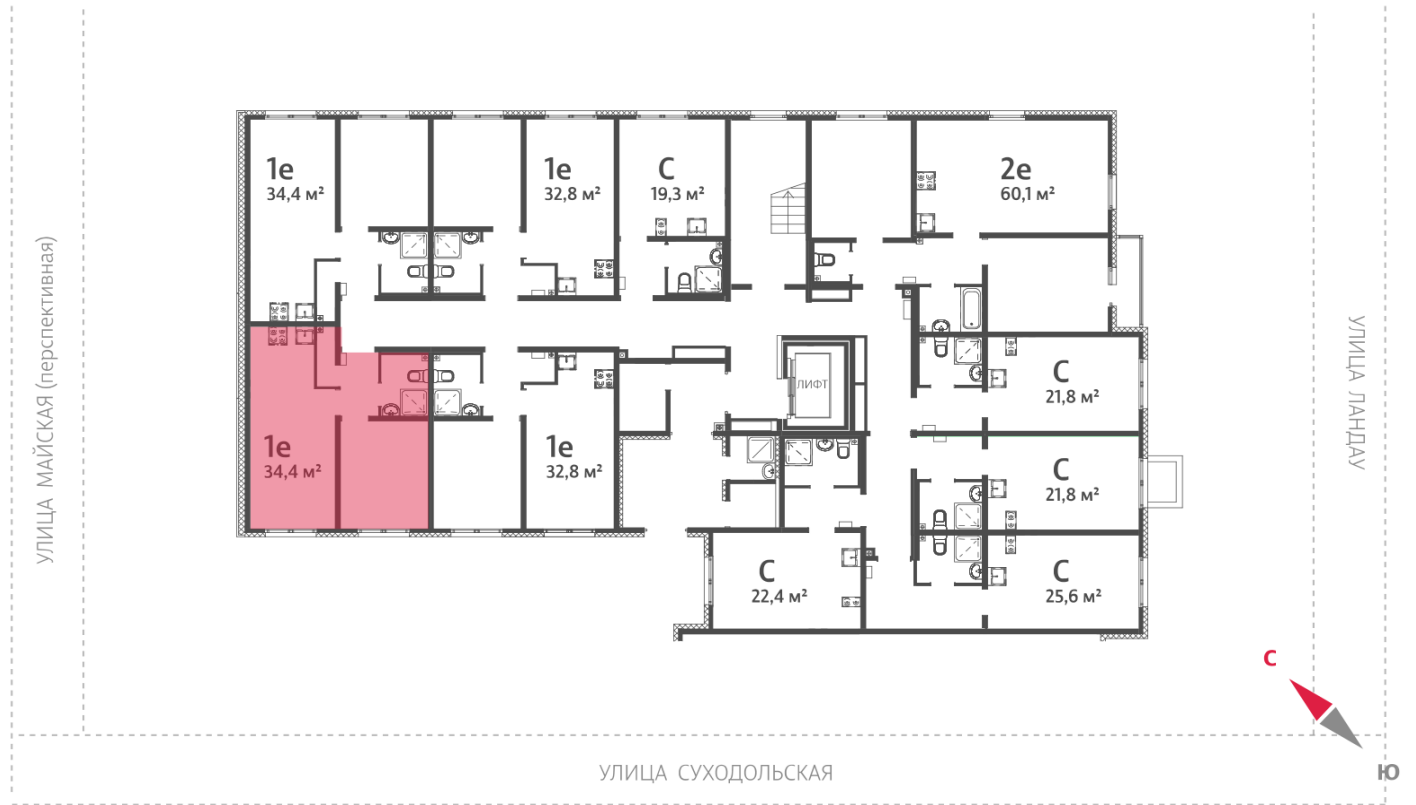 1е
34,4 м²
1е
32,8 м²
С
19,3 м²
2е
60,1 м²
УЛИЦА МАЙСКАЯ (перспективная)
УЛИЦА ЛАНДАУ
ЛИФТ
С
21,8 м²
1е
34,4 м²
1е
32,8 м²
С
21,8 м²
С
22,4 м²
С
25,6 м²
С
Ю
УЛИЦА СУХОДОЛЬСКАЯ